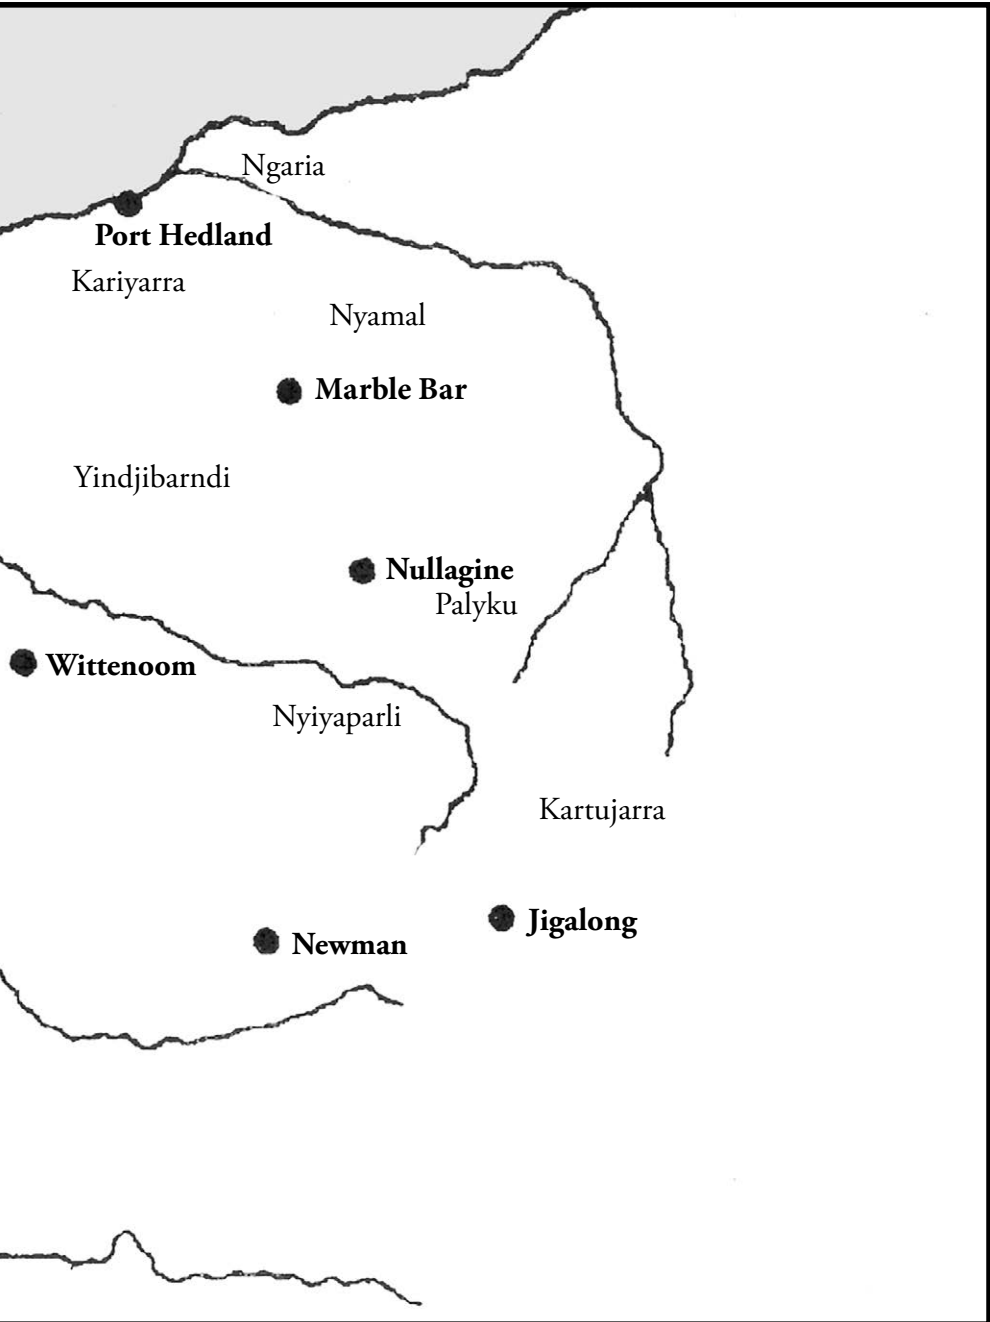 Ngaria
Port Hedland
Kariyarra
Nyamal
Marble Bar
Yindjibarndi
Nullagine
Palyku
Wittenoom
Nyiyaparli
Kartujarra
Jigalong
Newman